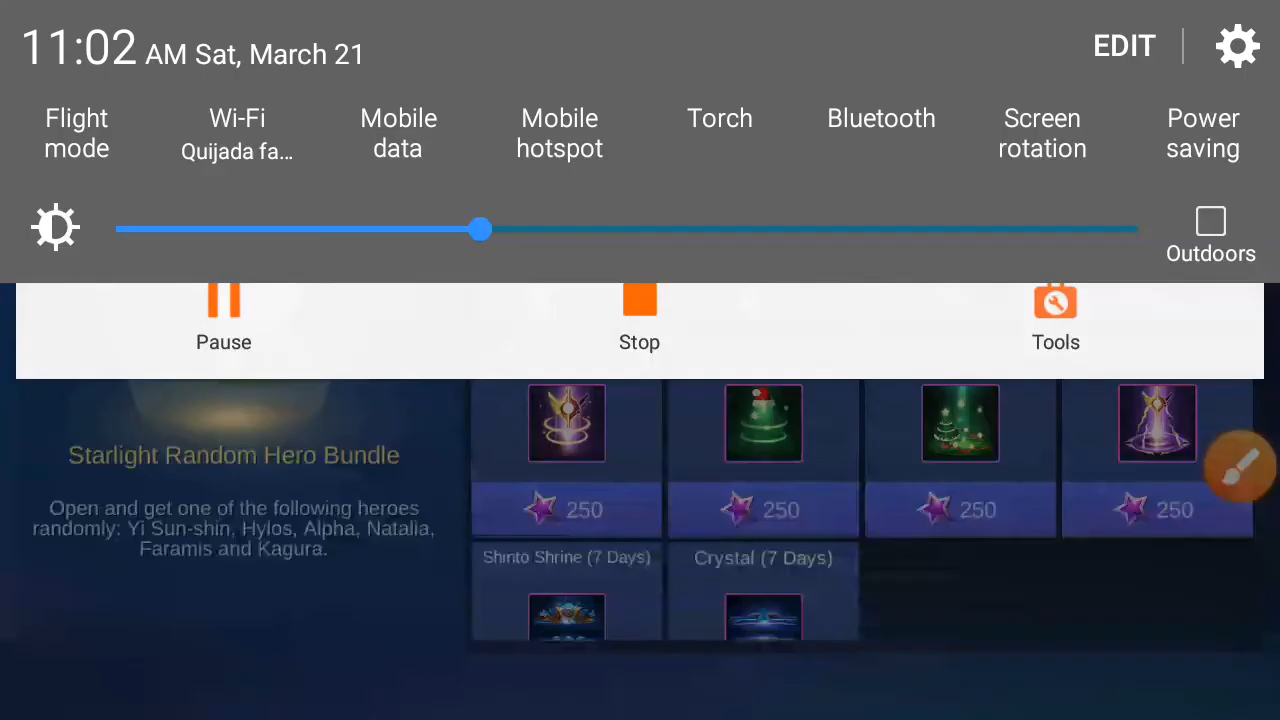 11:02 AM Sat, March 21
EDIT
Flight mode
Wi-Fi
Quijada fa...
Mobile data
Mobile hotspot
Torch
Bluetooth
Screen rotation
Power saving
Outdoors
Pause
Stop
Tools
Starlight Random Hero Bundle
Open and get one of the following heroes
randomly: Yi Sun-shin, Hylos, Alpha, Natalia,
Faramis and Kagura.
250
250
250
250
Shinto Shrine (7 Days)
Crystal (7 Days)